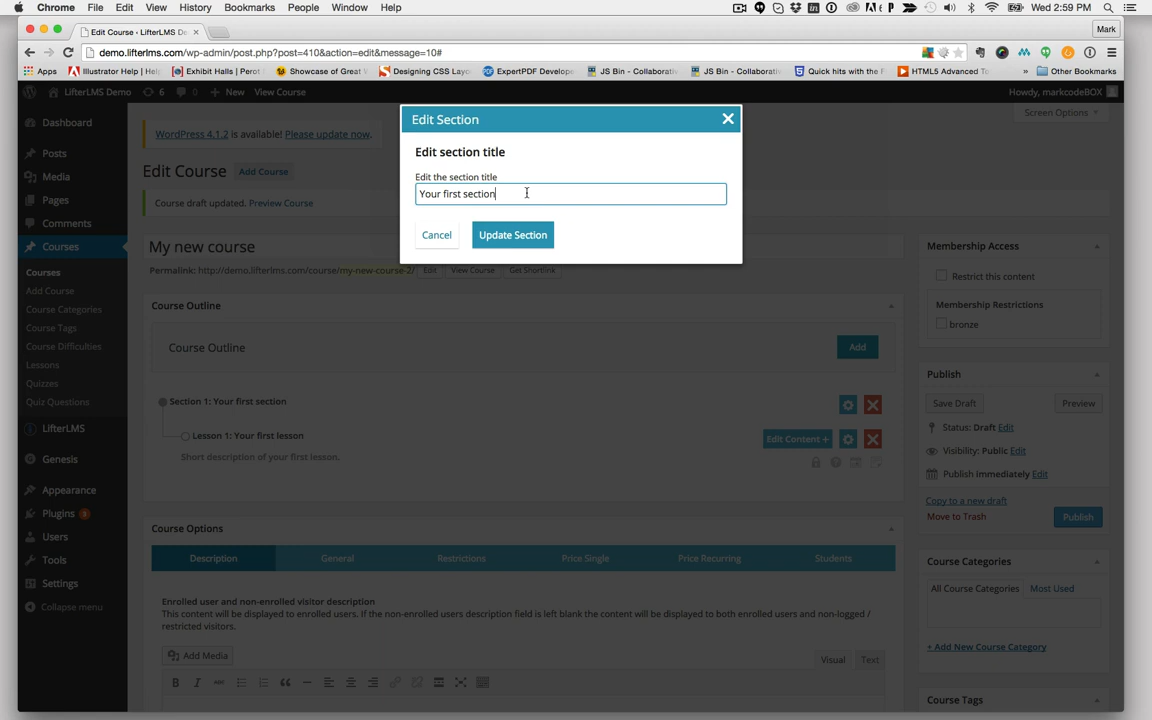 Chrome File Edit View History Bookmarks People Window Help
Wed 2:59 PM
Edit Course ‹ LifterLMS De
Mark
demo.lifterlms.com/wp-admin/post.php?post=410&action=edit&message=10#
Apps Illustrator Help | Hel Exhibit Halls | Perot Showcase of Great W Designing CSS Layo ExpertPDF Develope JS Bin - Collaborativ JS Bin - Collaborativ Quick hits with the F HTML5 Advanced Te » Other Bookmarks
LifterLMS Demo 6 0 + New View Course
Howdy, markcodeBOX
Screen Options
Dashboard
Posts
Media
Pages
Comments
Courses
Courses
Add Course
Course Categories
Course Tags
Course Difficulties
Lessons
Quizzes
Quiz Questions
LifterLMS
Genesis
Appearance
Plugins 3
Users
Tools
Settings
Collapse menu
WordPress 4.1.2 is available! Please update now.
Edit Course Add Course
Course draft updated. Preview Course
My new course
Permalink: http://demo.lifterlms.com/course/my-new-course-2/ Edit View Course Get Shortlink
Edit Section
Edit section title
Edit the section title
Your first section
Cancel Update Section
Course Outline
Course Outline Add
Section 1: Your first section
Lesson 1: Your first lesson Edit Content +
Short description of your first lesson.
Course Options
Description General Restrictions Price Single Price Recurring Students
Enrolled user and non-enrolled visitor description
This content will be displayed to enrolled users. If the non-enrolled users description field is left blank the content will be displayed to both enrolled users and non-logged /
restricted visitors.
Add Media Visual Text
B I ABC
Membership Access
Restrict this content
Membership Restrictions
bronze
Publish
Save Draft Preview
Status: Draft Edit
Visibility: Public Edit
Publish immediately Edit
Copy to a new draft
Move to Trash Publish
Course Categories
All Course Categories Most Used
+ Add New Course Category
Course Tags